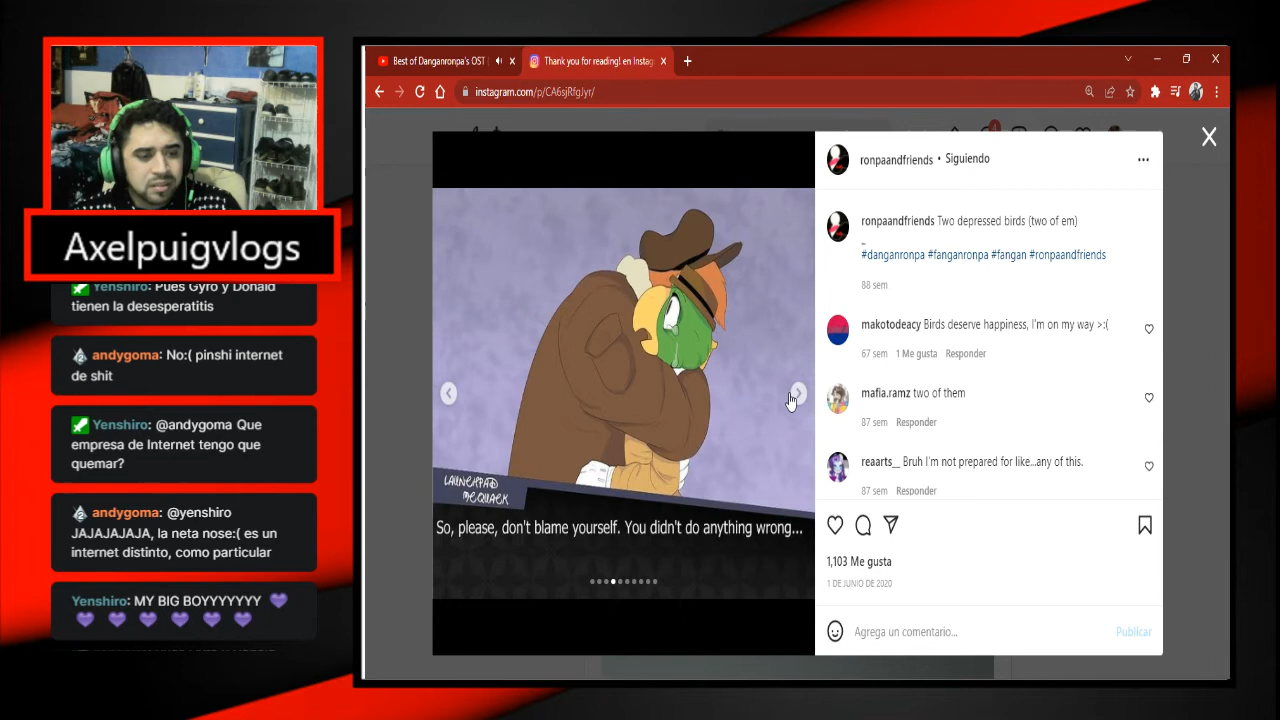 Axelpuigvlogs
Yenshiro: Pues Gyro y Donald
tienen la desesperatitis
andygoma: No:( pinshi internet
de shit
Yenshiro: @andygoma Que
empresa de Internet tengo que
quemar?
andygoma: @yenshiro
JAJAJAJAJA, la neta nose:( es un
internet distinto, como particular
Yenshiro: MY BIG BOYYYYYY 💜
💜 💜 💜 💜 💜 💜
Best of Danganronpa's OST
Thank you for reading! en Instag
instagram.com/p/CA6sjRfgJyr/
LAUNCHPAD
MCQUACK
So, please, don't blame yourself. You didn't do anything wrong...
ronpaandfriends • Siguiendo
ronpaandfriends Two depressed birds (two of em)
_
#danganronpa #fanganronpa #fangan #ronpaandfriends
88 sem
makotodeacy Birds deserve happiness, I'm on my way >:(
67 sem 1 Me gusta Responder
mafia.ramz two of them
87 sem Responder
reaarts__ Bruh I'm not prepared for like...any of this.
87 sem Responder
1,103 Me gusta
1 DE JUNIO DE 2020
Agrega un comentario...
Publicar